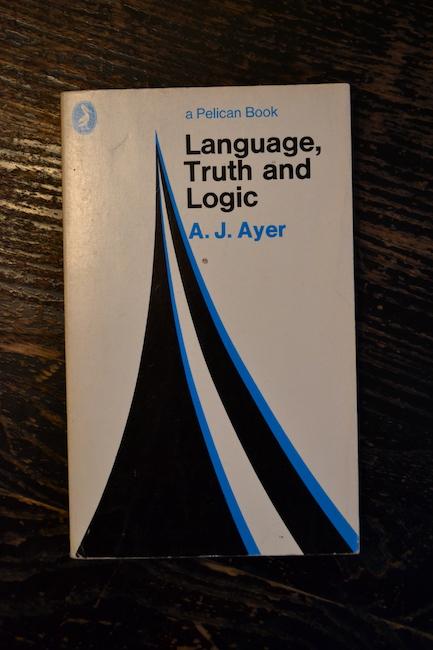 a Pelican Book
Language,
Truth and
Logic
A. J. Ayer